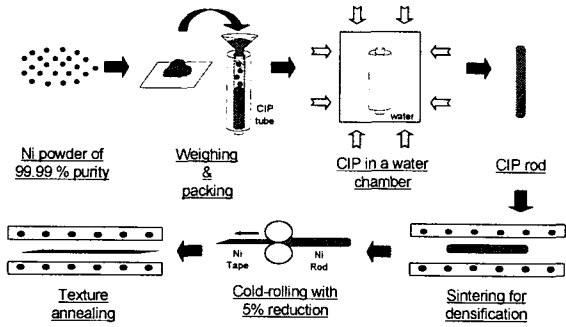 CIP
tube
water
Ni powder of
99.99 % purity
Weighing
&
packing
CIP in a water
chamber
CIP rod
Ni
Tape
Ni
Rod
Texture
annealing
Cold-rolling with
5% reduction
Sintering for
densification